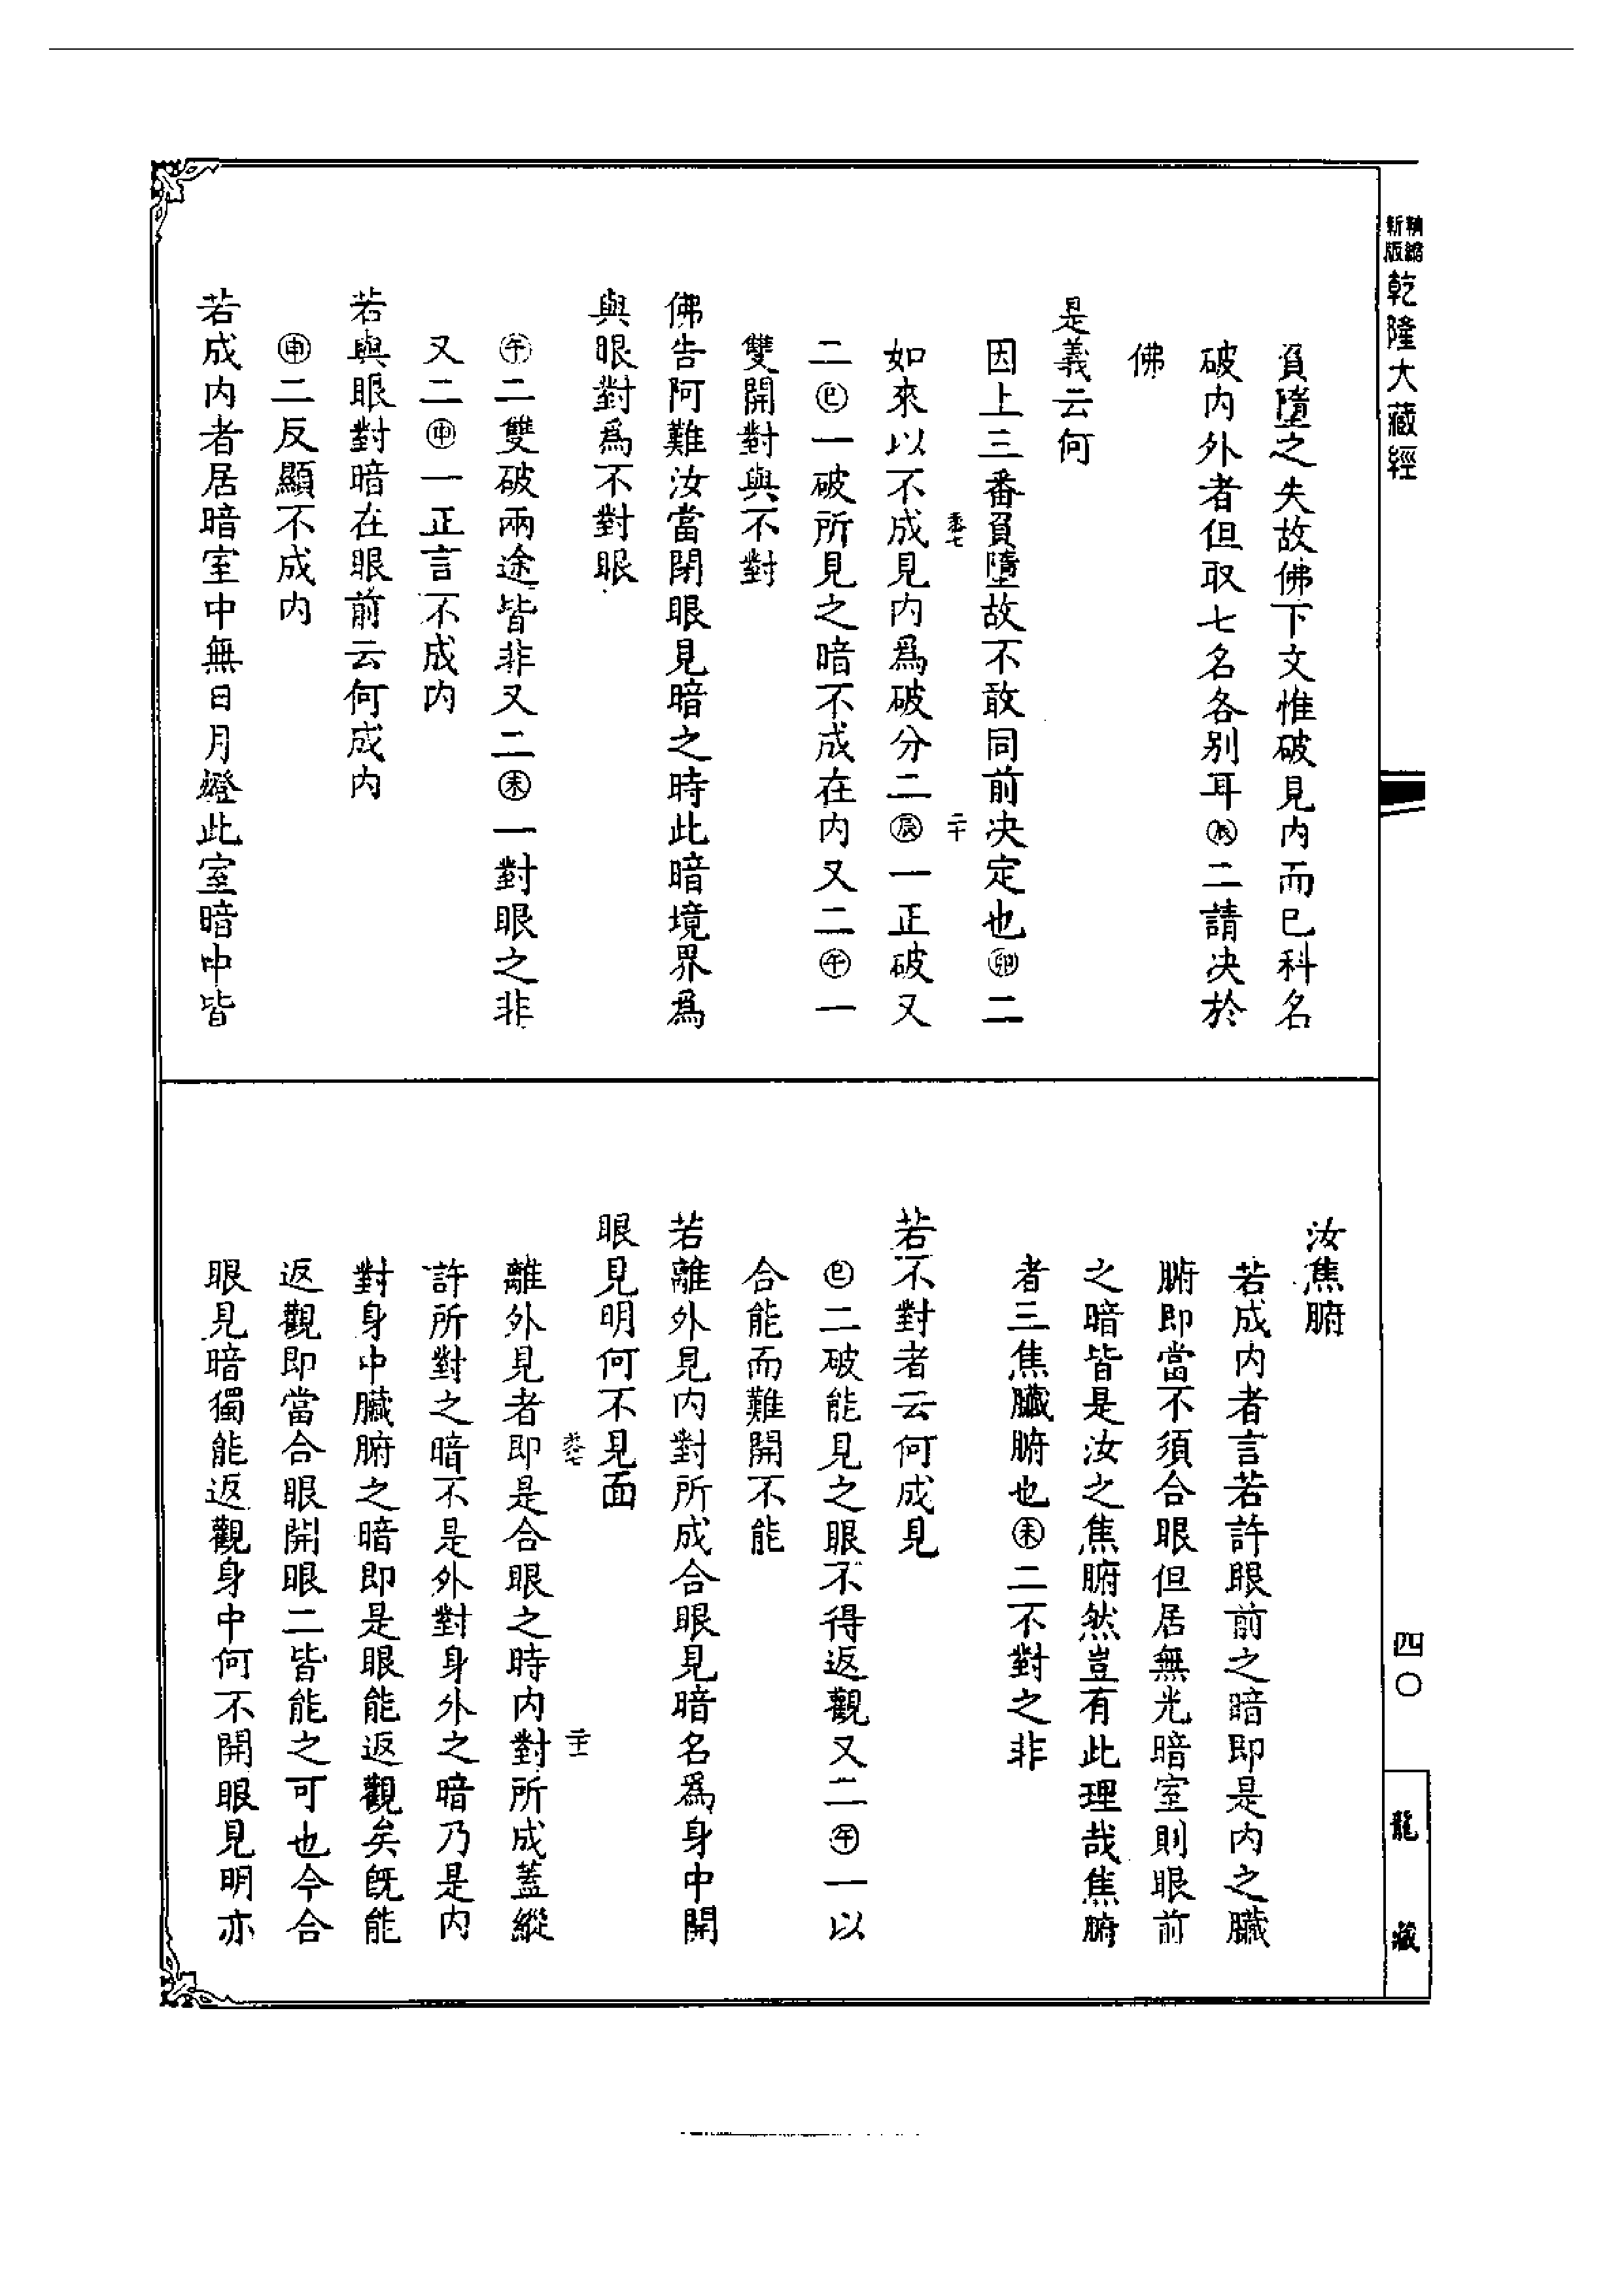 精縮
新版
乾隆大藏經
負墮之失故佛下文惟破見內而已科名
破內外者但取七名各別耳㊁二請決於
佛
是義云何
因上三番負墮故不敢同前決定也㊞二
如來以不成見內為破分二㊋一正破又
二㊀一破所見之暗不成在內又二㊌一
雙開對與不對
佛告阿難汝當閉眼見暗之時此暗境界為
與眼對為不對眼
㊌二雙破兩途皆非又二㊍一對眼之非
又二㊥一正言不成內
若與眼對暗在眼前云何成內
㊥二反顯不成內
若成內者居暗室中無日月燈此室暗中皆
汝焦腑
若成內者言若許眼前之暗即是內之臟
腑即當不須合眼但居無光暗室則眼前
之暗皆是汝之焦腑然豈有此理哉焦腑
者三焦臟腑也㊍二不對之非
若不對者云何成見
㊀二破能見之眼不得返觀又二㊌一以
合能而難開不能
若離外見內對所成合眼見暗名為身中開
眼見明何不見面
離外見者即是合眼之時內對所成蓋縱
許所對之暗不是外對身外之暗乃是內
對身中臟腑之暗即是眼能返觀矣既能
返觀即當合眼開眼二皆能之可也今合
眼見暗獨能返觀身中何不開眼見明亦
四〇
龍藏